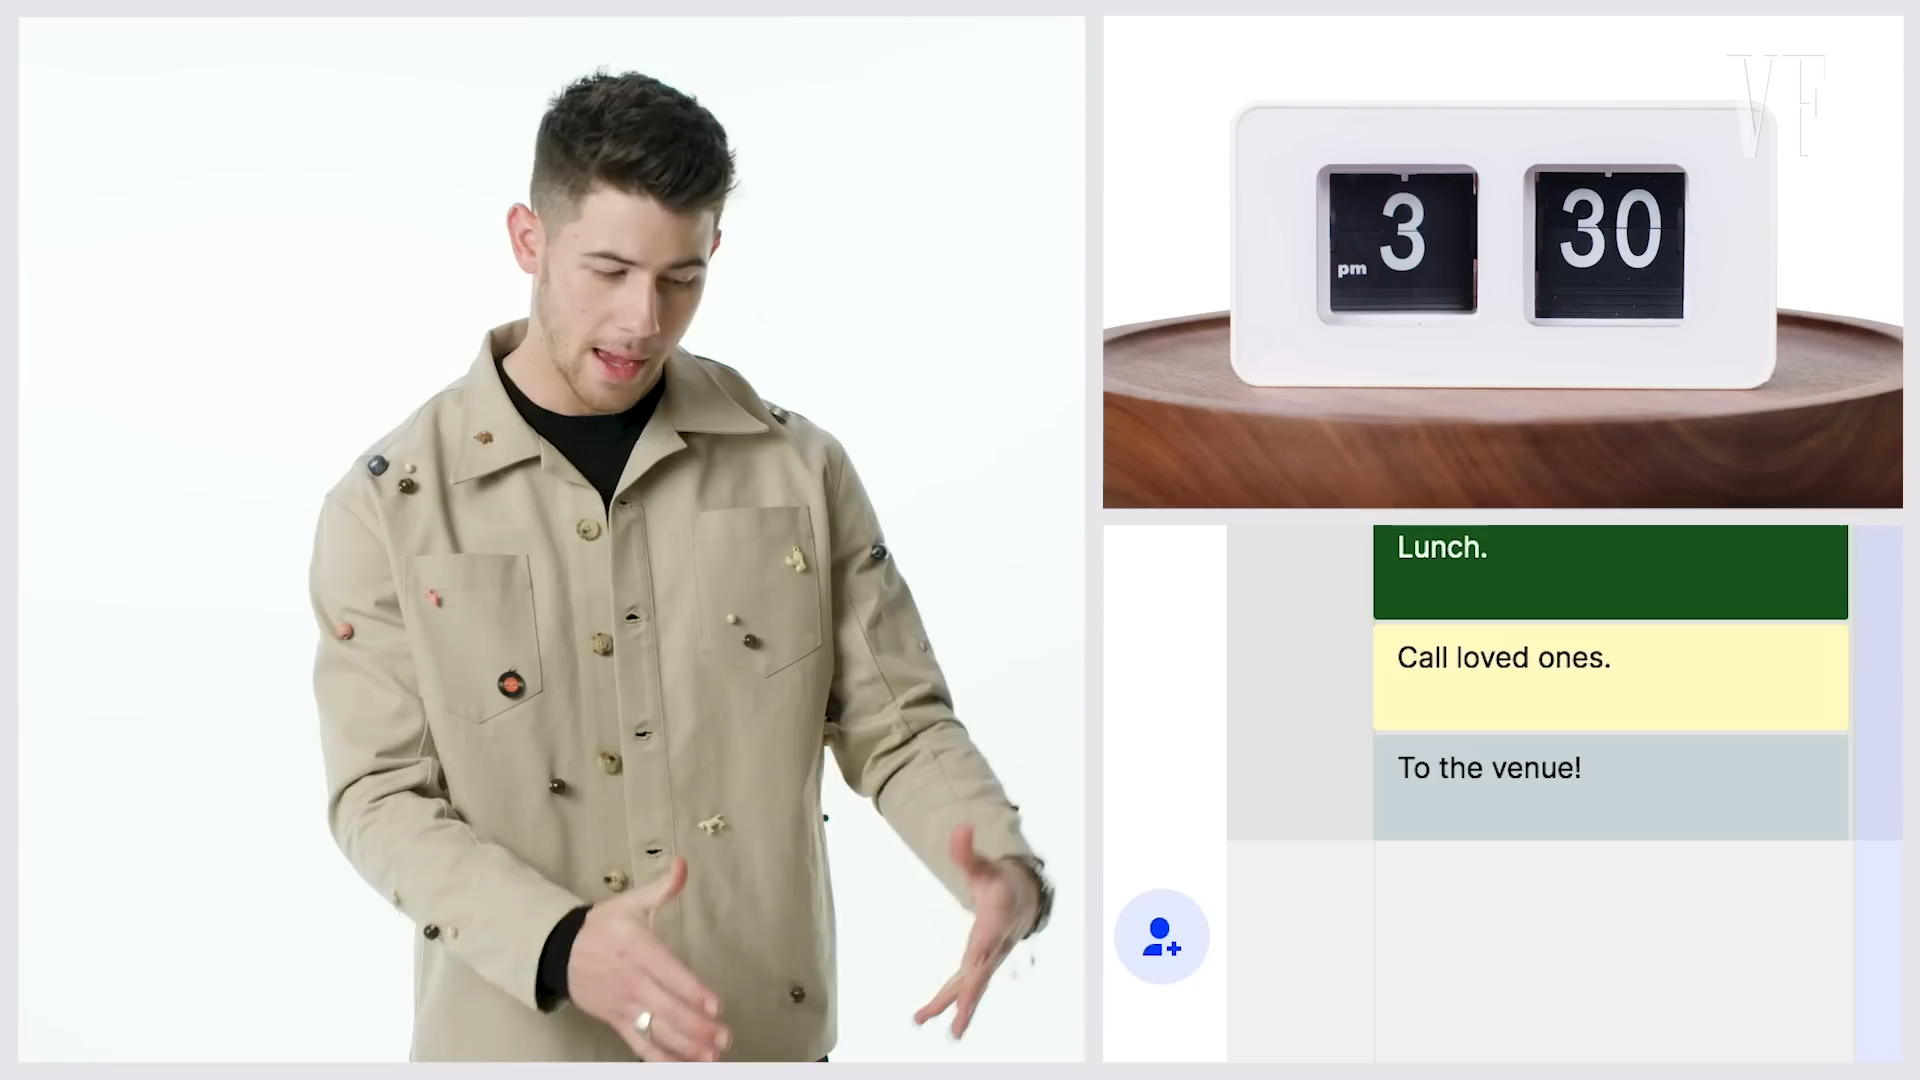 VF
pm 3 30
Lunch.
Call loved ones.
To the venue!